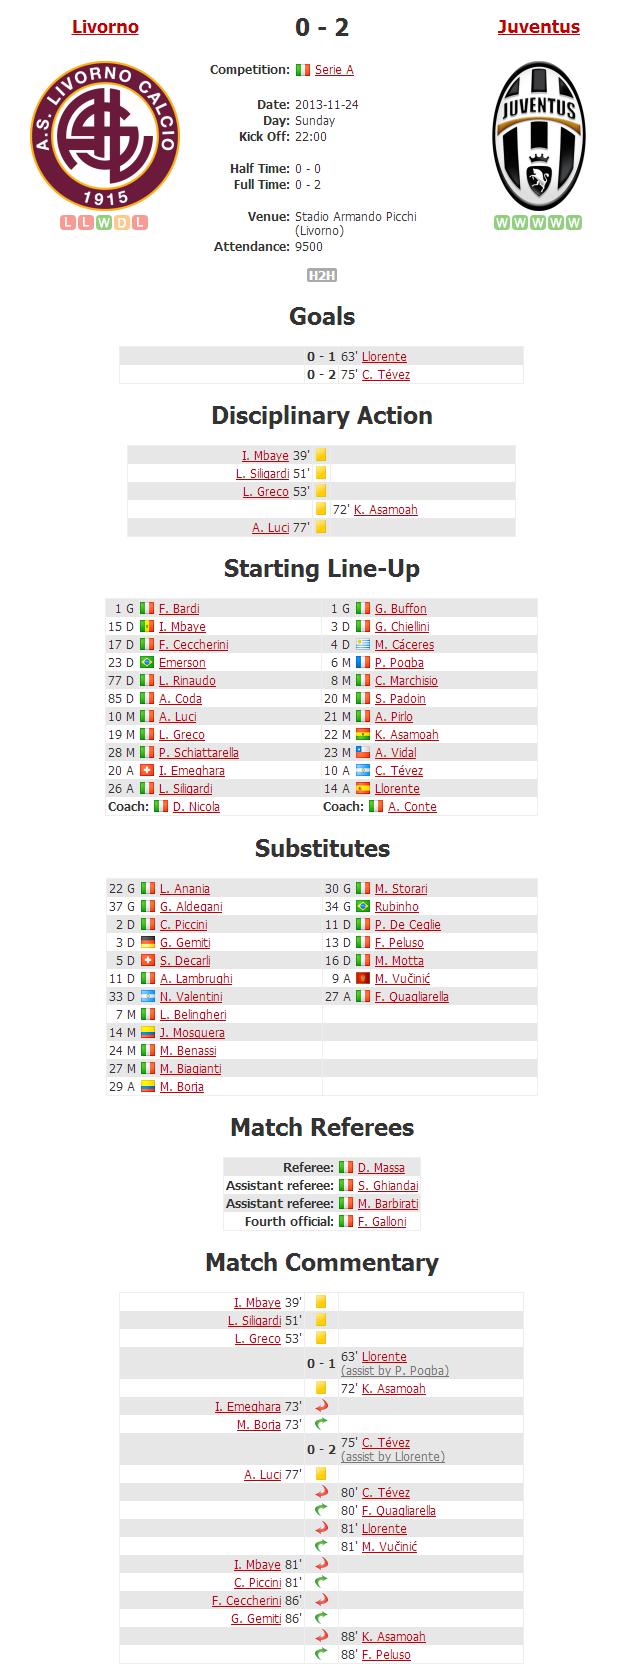 Livorno 0 - 2 Juventus
Competition: Serie A
A.S. LIVORNO CALCIO
1915
JUVENTUS
Date: 2013-11-24
Day: Sunday
Kick Off: 22:00
Half Time: 0 - 0
Full Time: 0 - 2
Venue: Stadio Armando Picchi
(Livorno)
Attendance: 9500
L L W D L
W W W W W
H2H
Goals
0 - 1 63' Llorente
0 - 2 75' C. Tévez
Disciplinary Action
I. Mbaye 39'
L. Siligardi 51'
L. Greco 53'
72' K. Asamoah
A. Luci 77'
Starting Line-Up
1 G F. Bardi 1 G G. Buffon
15 D I. Mbaye 3 D G. Chiellini
17 D F. Ceccherini 4 D M. Cáceres
23 D Emerson 6 M P. Pogba
77 D L. Rinaudo 8 M C. Marchisio
85 D A. Coda 20 M S. Padoin
10 M A. Luci 21 M A. Pirlo
19 M L. Greco 22 M K. Asamoah
28 M P. Schiattarella 23 M A. Vidal
20 A I. Emeghara 10 A C. Tévez
26 A L. Siligardi 14 A Llorente
Coach: D. Nicola Coach: A. Conte
Substitutes
22 G L. Anania 30 G M. Storari
37 G G. Aldegani 34 G Rubinho
2 D C. Piccini 11 D P. De Ceglie
3 D G. Gemiti 13 D F. Peluso
5 D S. Decarli 16 D M. Motta
11 D A. Lambrughi 9 A M. Vučinić
33 D N. Valentini 27 A F. Quagliarella
7 M L. Belingheri
14 M J. Mosquera
24 M M. Benassi
27 M M. Biagianti
29 A M. Borja
Match Referees
Referee: D. Massa
Assistant referee: S. Ghiandai
Assistant referee: M. Barbirati
Fourth official: F. Galloni
Match Commentary
I. Mbaye 39'
L. Siligardi 51'
L. Greco 53'
0 - 1 63' Llorente
(assist by P. Pogba)
72' K. Asamoah
I. Emeghara 73'
M. Borja 73'
0 - 2 75' C. Tévez
(assist by Llorente)
A. Luci 77'
80' C. Tévez
80' F. Quagliarella
81' Llorente
81' M. Vučinić
I. Mbaye 81'
C. Piccini 81'
F. Ceccherini 86'
G. Gemiti 86'
88' K. Asamoah
88' F. Peluso